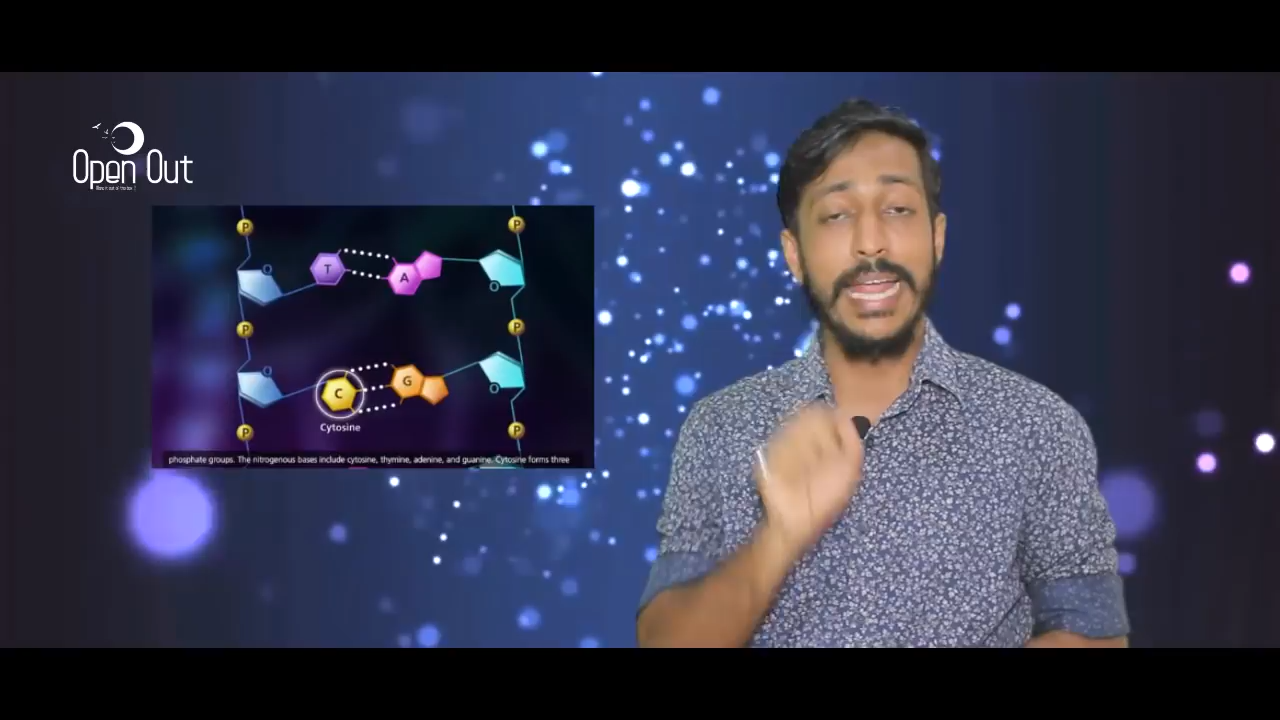 Open Out
P
P
O
T
A
O
P
P
O
C
G
O
Cytosine
P
P
phosphate groups. The nitrogenous bases include cytosine, thymine, adenine, and guanine. Cytosine forms three